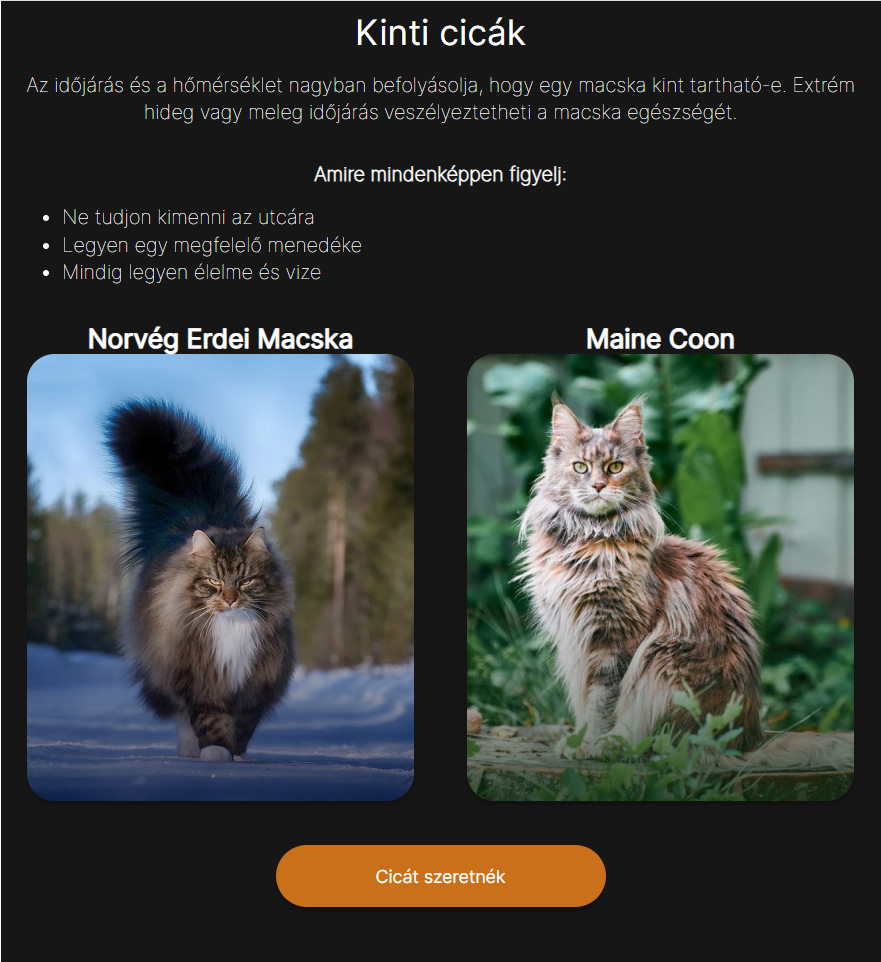 Kinti cicák
Az időjárás és a hőmérséklet nagyban befolyásolja, hogy egy macska kint tartható-e. Extrém
hideg vagy meleg időjárás veszélyeztetheti a macska egészségét.
Amire mindenképpen figyelj:
Ne tudjon kimenni az utcára
Legyen egy megfelelő menedéke
Mindig legyen élelme és vize
Norvég Erdei Macska
Maine Coon
Cicát szeretnék